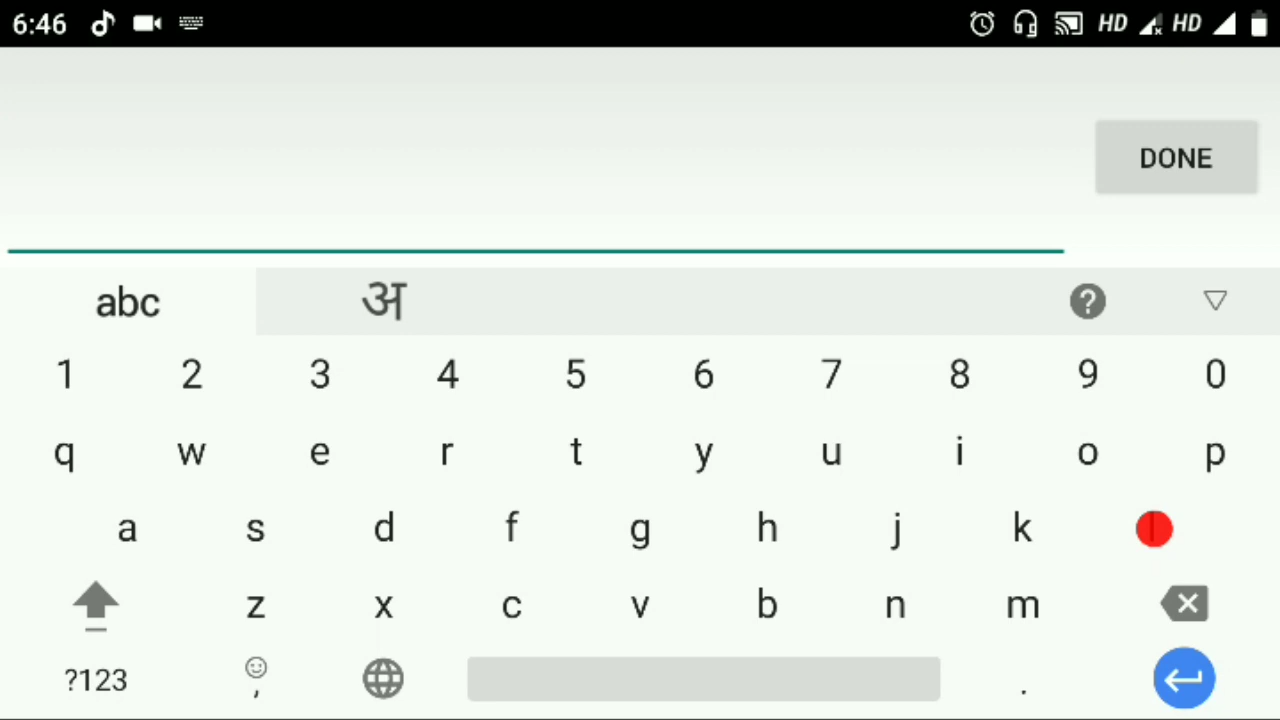 6:46 HD HD
DONE
abc अ
1 2 3 4 5 6 7 8 9 0
q w e r t y u i o p
a s d f g h j k l
z x c v b n m
?123 , .